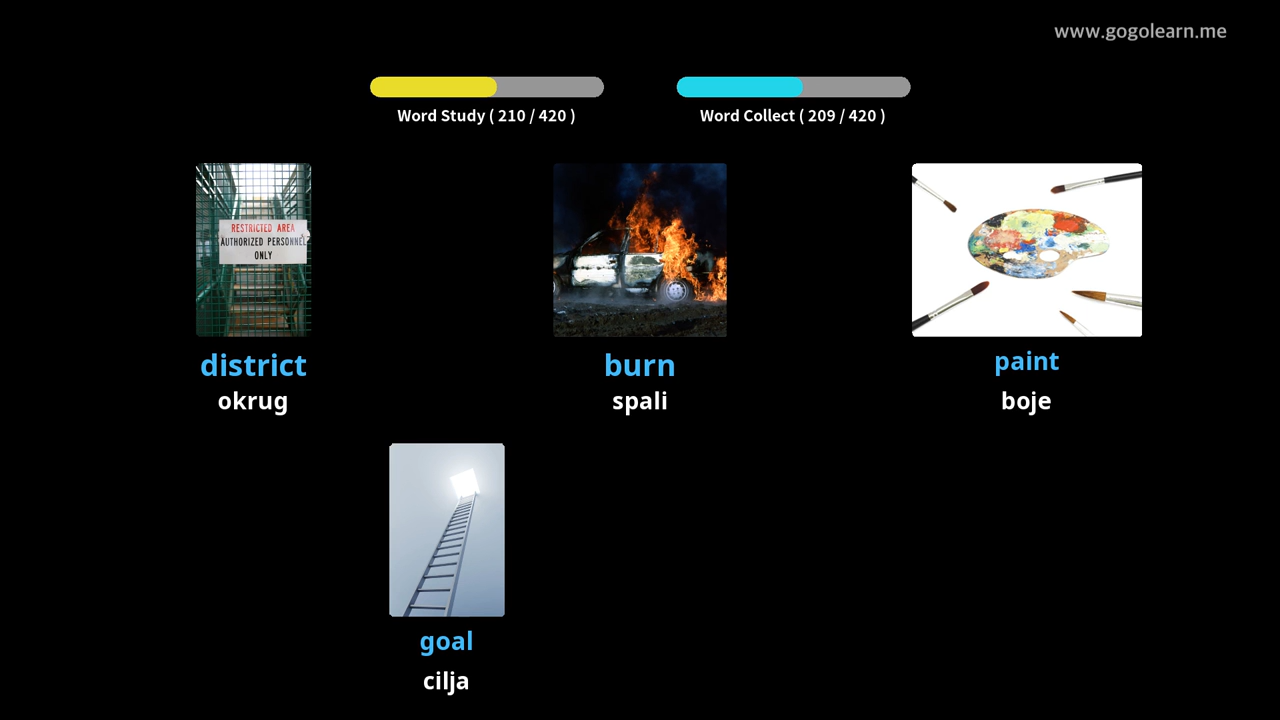 www.gogolearn.me
Word Study ( 210 / 420 )
Word Collect ( 209 / 420 )
RESTRICTED AREA
AUTHORIZED PERSONNEL
ONLY
district
okrug
burn
spali
paint
boje
goal
cilja